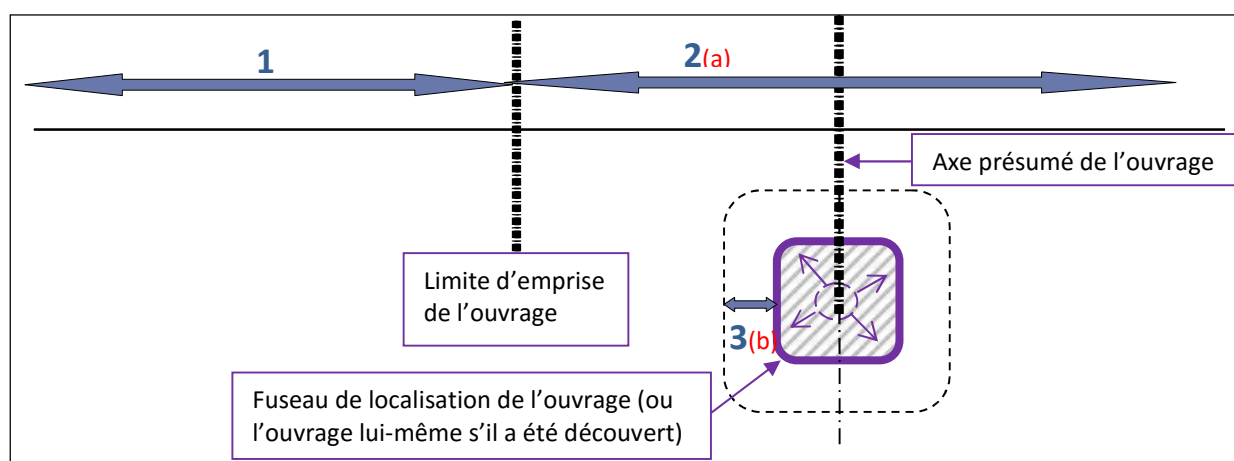 1
2(a)
Axe présumé de l’ouvrage
Limite d’emprise
de l’ouvrage
3(b)
Fuseau de localisation de l’ouvrage (ou
l’ouvrage lui-même s’il a été découvert)